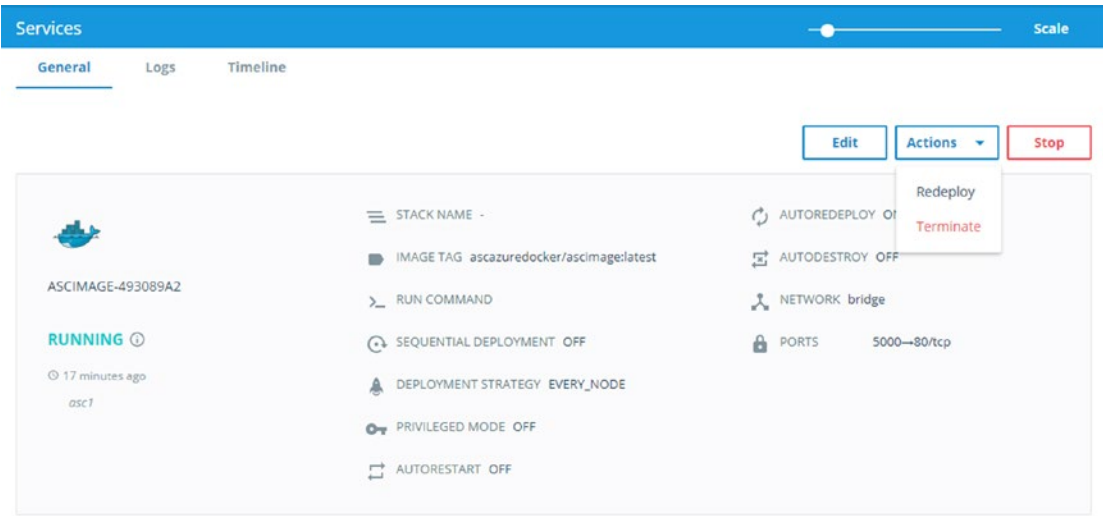 Services
Scale
General Logs Timeline
Edit Actions Stop
Redeploy
Terminate
ASCIMAGE-493089A2
RUNNING
17 minutes ago
asc1
STACK NAME -
IMAGE TAG ascazuredocker/ascimage:latest
RUN COMMAND
SEQUENTIAL DEPLOYMENT OFF
DEPLOYMENT STRATEGY EVERY_NODE
PRIVILEGED MODE OFF
AUTORESTART OFF
AUTOREDEPLOY
AUTODESTROY OFF
NETWORK bridge
PORTS 5000→80/tcp